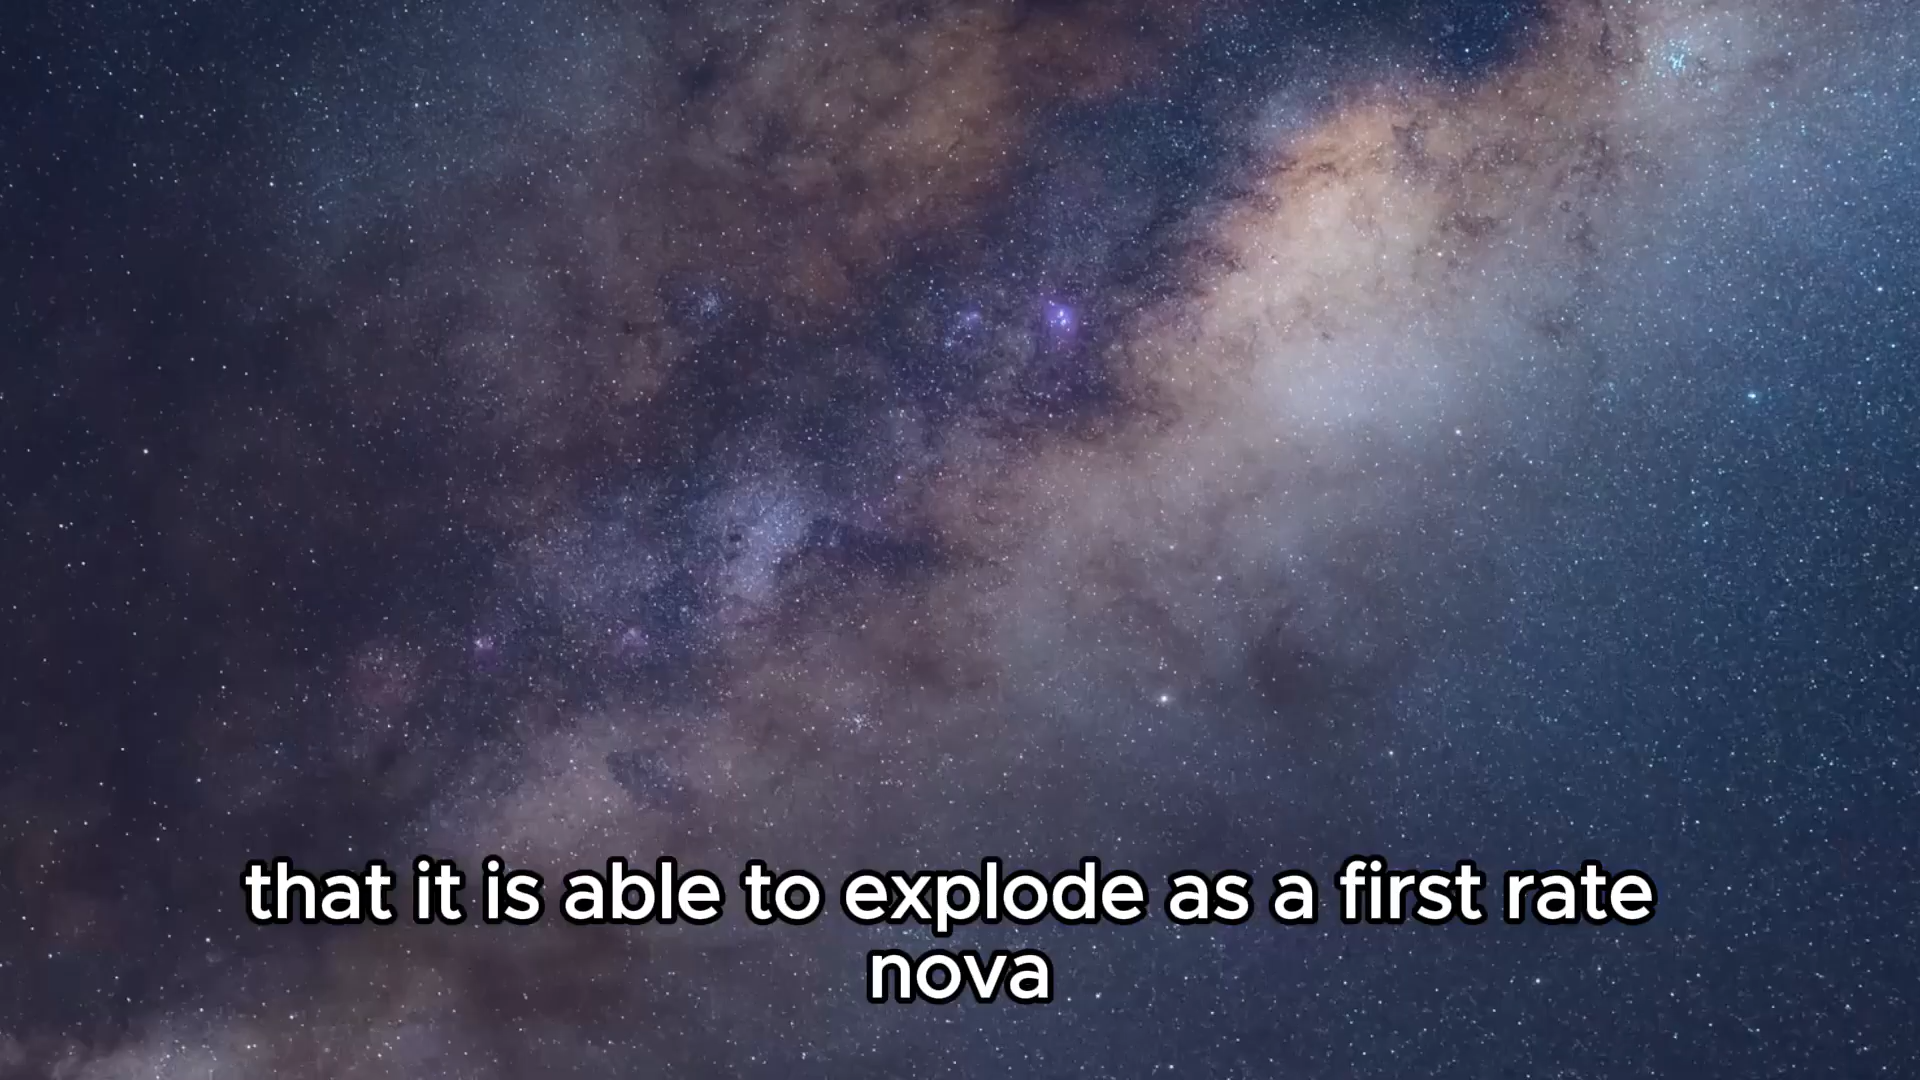 that it is able to explode as a first rate
nova